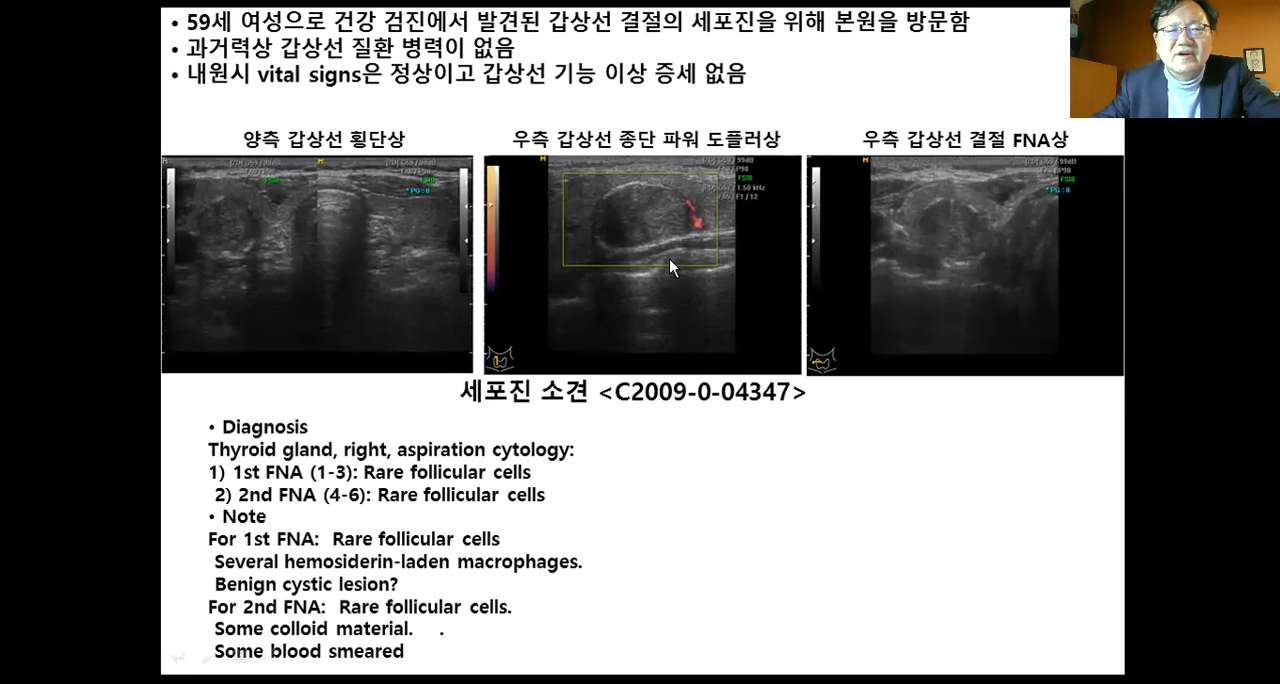 • 59세 여성으로 건강 검진에서 발견된 갑상선 결절의 세포진을 위해 본원을 방문함
• 과거력상 갑상선 질환 병력이 없음
• 내원시 vital signs은 정상이고 갑상선 기능 이상 증세 없음
양측 갑상선 횡단상
우측 갑상선 종단 파워 도플러상
우측 갑상선 결절 FNA상
세포진 소견 <C2009-0-04347>
• Diagnosis
Thyroid gland, right, aspiration cytology:
1) 1st FNA (1-3): Rare follicular cells
2) 2nd FNA (4-6): Rare follicular cells
• Note
For 1st FNA: Rare follicular cells
Several hemosiderin-laden macrophages.
Benign cystic lesion?
For 2nd FNA: Rare follicular cells.
Some colloid material. .
Some blood smeared